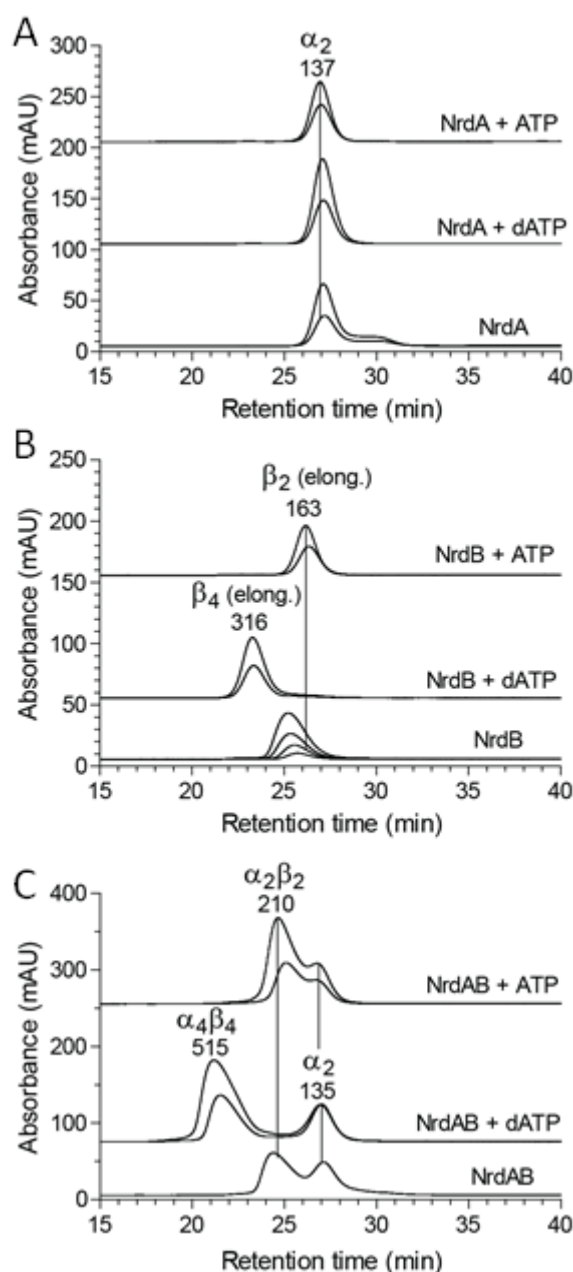 A
α2
137
300
250
200
150
100
50
0
Absorbance (mAU)
NrdA + ATP
NrdA + dATP
NrdA
15 20 25 30 35 40
Retention time (min)
B
β2 (elong.)
163
β4 (elong.)
316
250
200
150
100
50
0
Absorbance (mAU)
NrdB + ATP
NrdB + dATP
NrdB
15 20 25 30 35 40
Retention time (min)
C
α2β2
210
α4β4
515
α2
135
400
300
200
100
0
Absorbance (mAU)
NrdAB + ATP
NrdAB + dATP
NrdAB
15 20 25 30 35 40
Retention time (min)